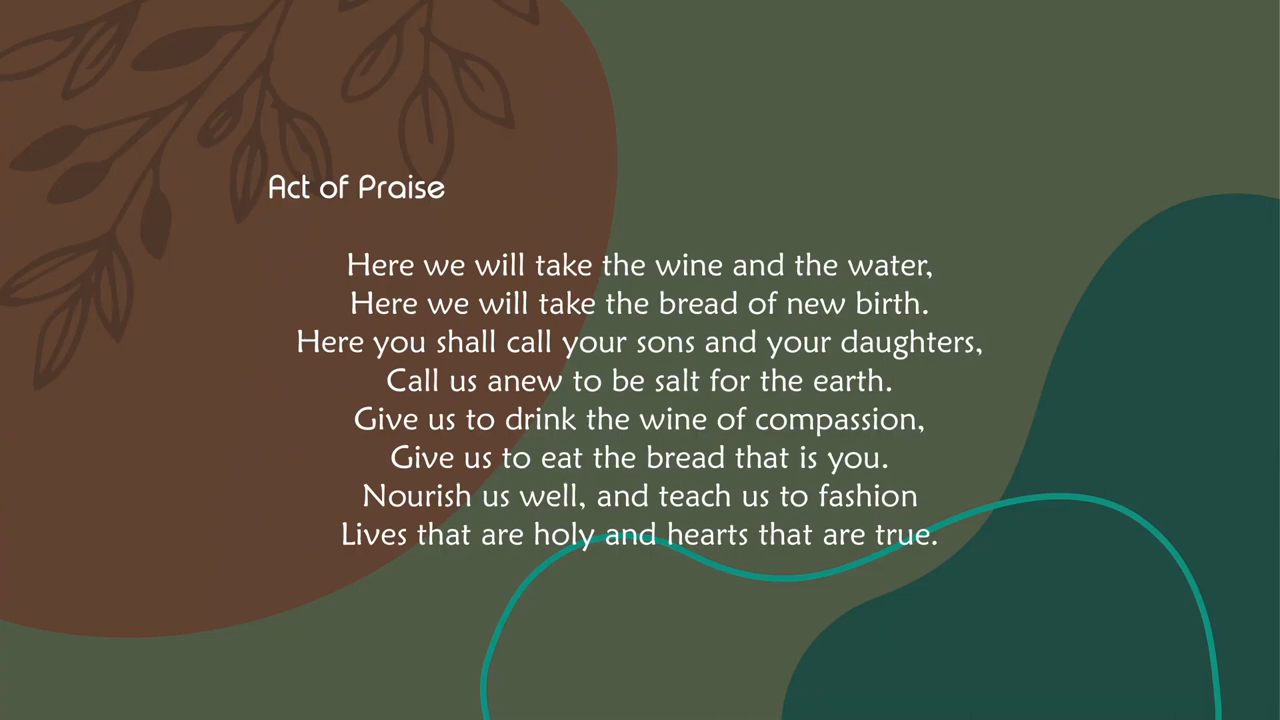 Act of Praise
Here we will take the wine and the water,
Here we will take the bread of new birth.
Here you shall call your sons and your daughters,
Call us anew to be salt for the earth.
Give us to drink the wine of compassion,
Give us to eat the bread that is you.
Nourish us well, and teach us to fashion
Lives that are holy and hearts that are true.